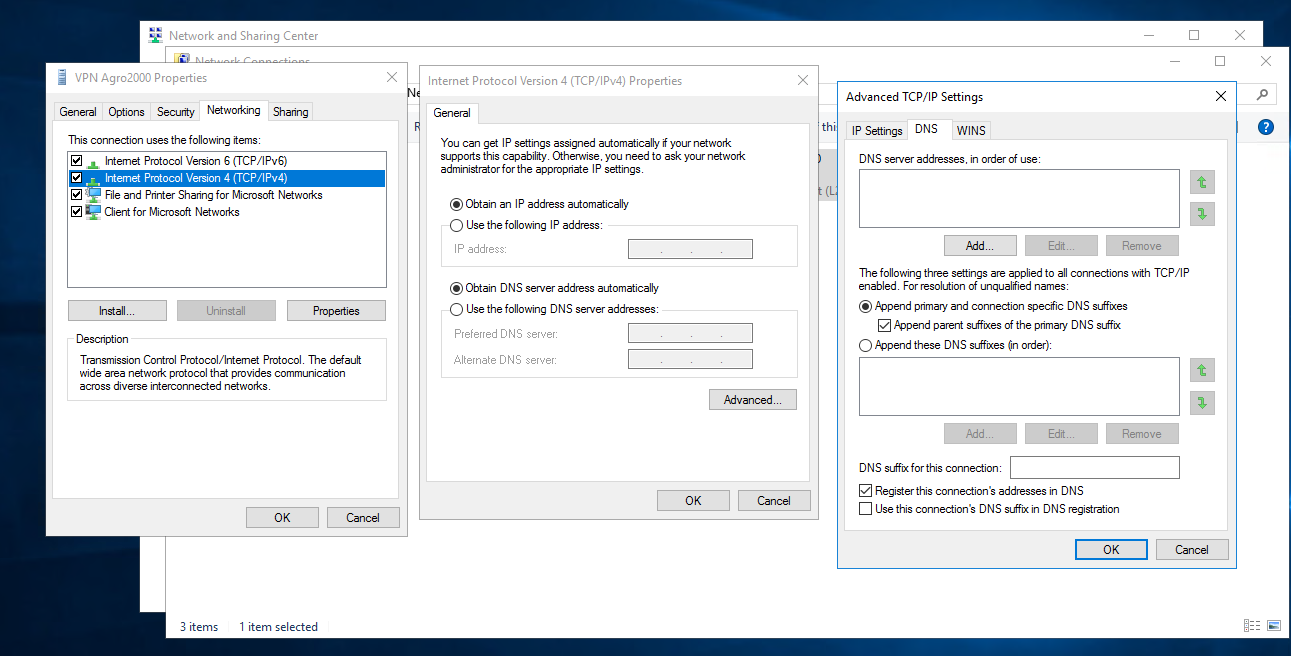 Network and Sharing Center
Network Connections
VPN Agro2000 Properties
General
Options
Security
Networking
Sharing
This connection uses the following items:
Internet Protocol Version 6 (TCP/IPv6)
Internet Protocol Version 4 (TCP/IPv4)
File and Printer Sharing for Microsoft Networks
Client for Microsoft Networks
Install...
Uninstall
Properties
Description
Transmission Control Protocol/Internet Protocol. The default
wide area network protocol that provides communication
across diverse interconnected networks.
OK
Cancel
Ne
Internet Protocol Version 4 (TCP/IPv4) Properties
General
You can get IP settings assigned automatically if your network
supports this capability. Otherwise, you need to ask your network
administrator for the appropriate IP settings.
Obtain an IP address automatically
Use the following IP address:
IP address:
. . .
Obtain DNS server address automatically
Use the following DNS server addresses:
Preferred DNS server:
. . .
Alternate DNS server:
. . .
Advanced...
OK
Cancel
f this
t (L2
Advanced TCP/IP Settings
IP Settings
DNS
WINS
DNS server addresses, in order of use:
Add...
Edit...
Remove
The following three settings are applied to all connections with TCP/IP
enabled. For resolution of unqualified names:
Append primary and connection specific DNS suffixes
Append parent suffixes of the primary DNS suffix
Append these DNS suffixes (in order):
Add...
Edit...
Remove
DNS suffix for this connection:
Register this connection's addresses in DNS
Use this connection's DNS suffix in DNS registration
OK
Cancel
?
3 items
1 item selected